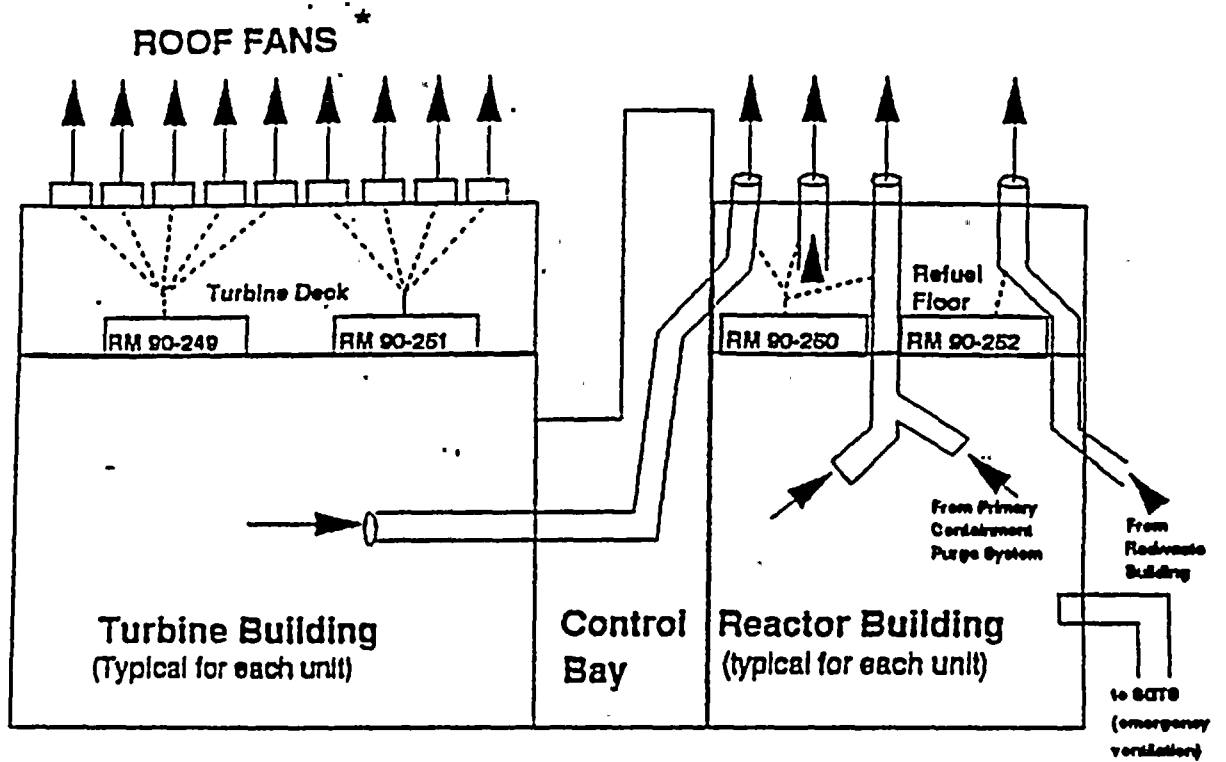 ROOF FANS *
Turbine Deck
RM 90-249
RM 90-251
Refuel
Floor
RM 90-250
RM 90-252
From Primary
Containment
Purge System
From
Radwaste
Building
Turbine Building
(Typical for each unit)
Control
Bay
Reactor Building
(typical for each unit)
to SGTS
(emergency
ventilation)